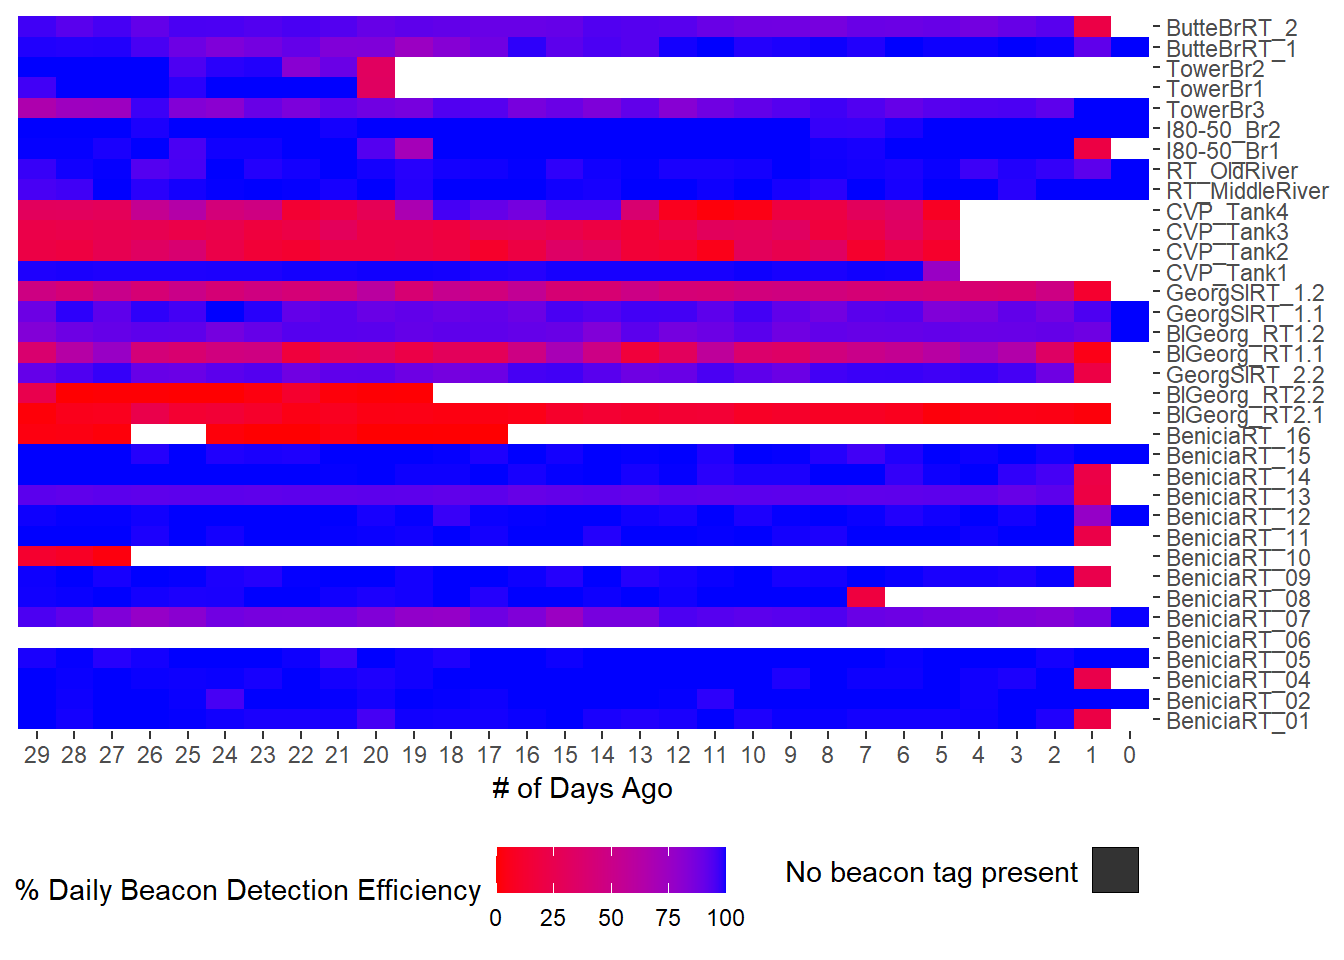 ButteBrRT_2
ButteBrRT_1
TowerBr2
TowerBr1
TowerBr3
I80-50_Br2
I80-50_Br1
RT_OldRiver
RT_MiddleRiver
CVP_Tank4
CVP_Tank3
CVP_Tank2
CVP_Tank1
GeorgSlRT_1.2
GeorgSlRT_1.1
BlGeorg_RT1.2
BlGeorg_RT1.1
GeorgSlRT_2.2
BlGeorg_RT2.2
BlGeorg_RT2.1
BeniciaRT_16
BeniciaRT_15
BeniciaRT_14
BeniciaRT_13
BeniciaRT_12
BeniciaRT_11
BeniciaRT_10
BeniciaRT_09
BeniciaRT_08
BeniciaRT_07
BeniciaRT_06
BeniciaRT_05
BeniciaRT_04
BeniciaRT_02
BeniciaRT_01
29 28 27 26 25 24 23 22 21 20 19 18 17 16 15 14 13 12 11 10 9 8 7 6 5 4 3 2 1 0
# of Days Ago
% Daily Beacon Detection Efficiency
0 25 50 75 100
No beacon tag present